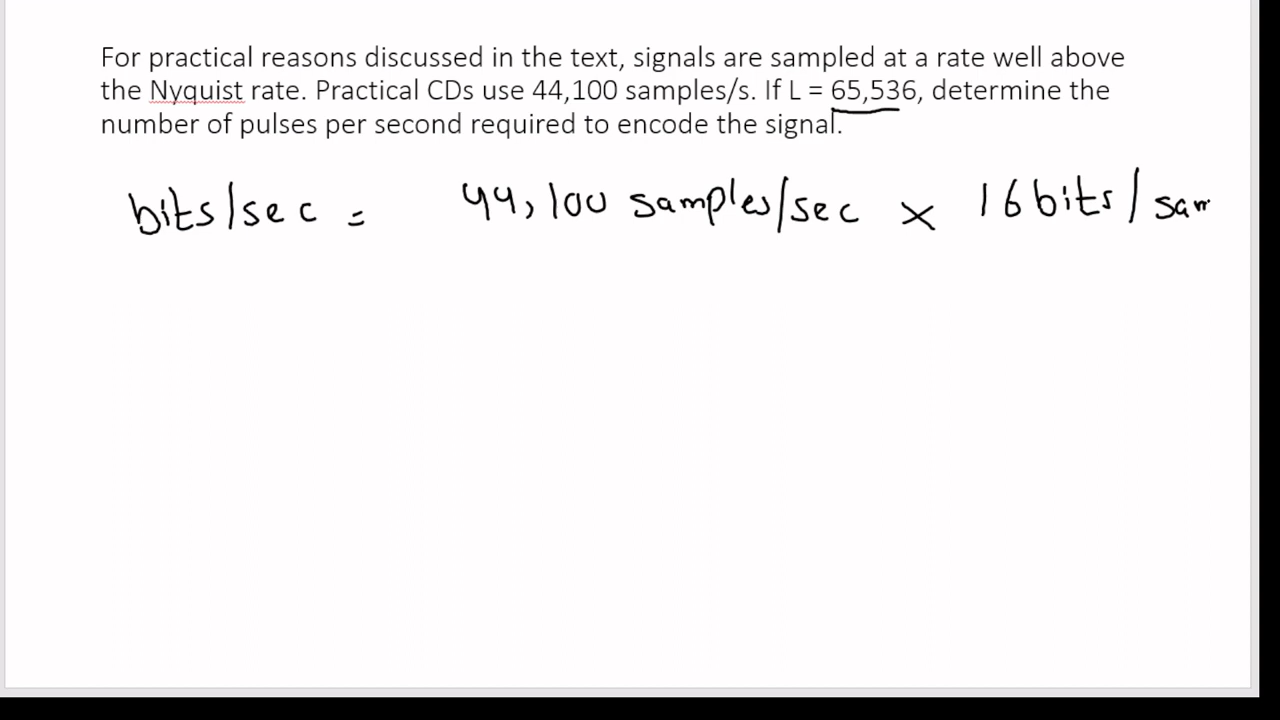 For practical reasons discussed in the text, signals are sampled at a rate well above
the Nyquist rate. Practical CDs use 44,100 samples/s. If L = 65,536, determine the
number of pulses per second required to encode the signal.
bits/sec = 44,100 samples/sec × 16 bits/sam